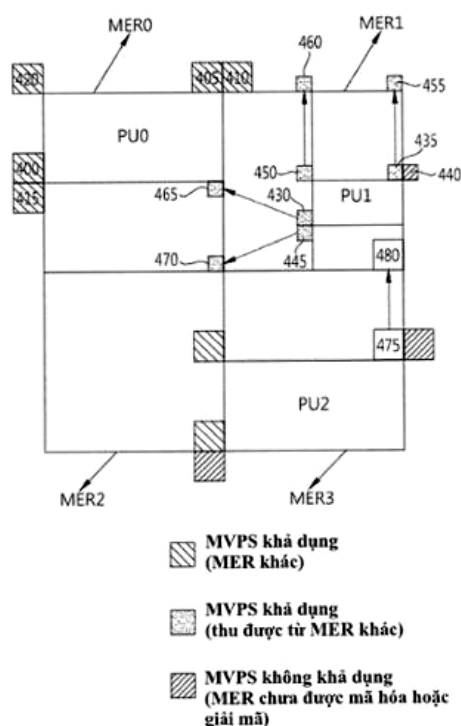 MER0
460
MER1
420
405
410
455
PU0
435
400
450
440
415
465
430
PU1
470
445
480
475
PU2
MER2
MER3
MVPS khả dụng
(MER khác)
MVPS khả dụng
(thu được từ MER khác)
MVPS không khả dụng
(MER chưa được mã hóa hoặc
giải mã)